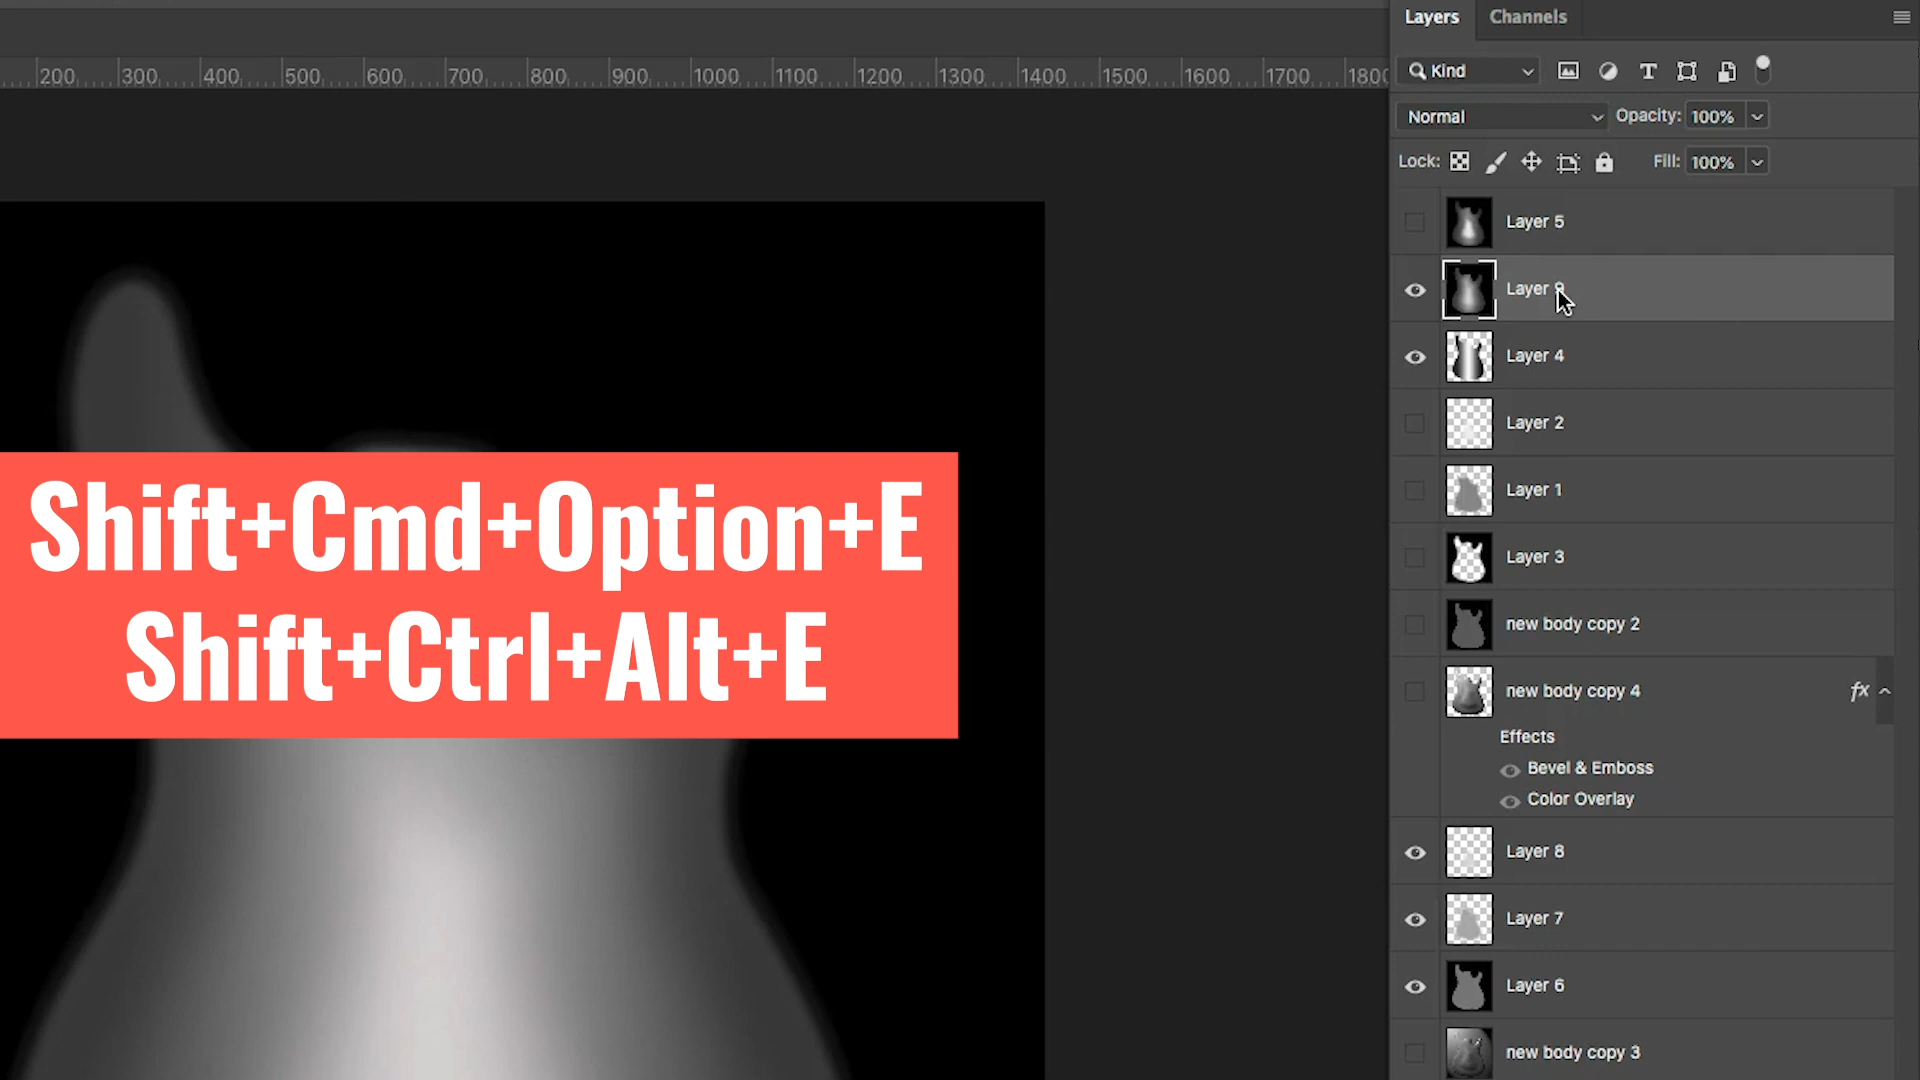 Layers Channels
200 300 400 500 600 700 800 900 1000 1100 1200 1300 1400 1500 1600 1700 1800
Kind
Normal Opacity: 100%
Lock: Fill: 100%
Layer 5
Layer 9
Layer 4
Layer 2
Layer 1
Layer 3
new body copy 2
new body copy 4 fx
Effects
Bevel & Emboss
Color Overlay
Layer 8
Layer 7
Layer 6
new body copy 3
Shift+Cmd+Option+E
Shift+Ctrl+Alt+E